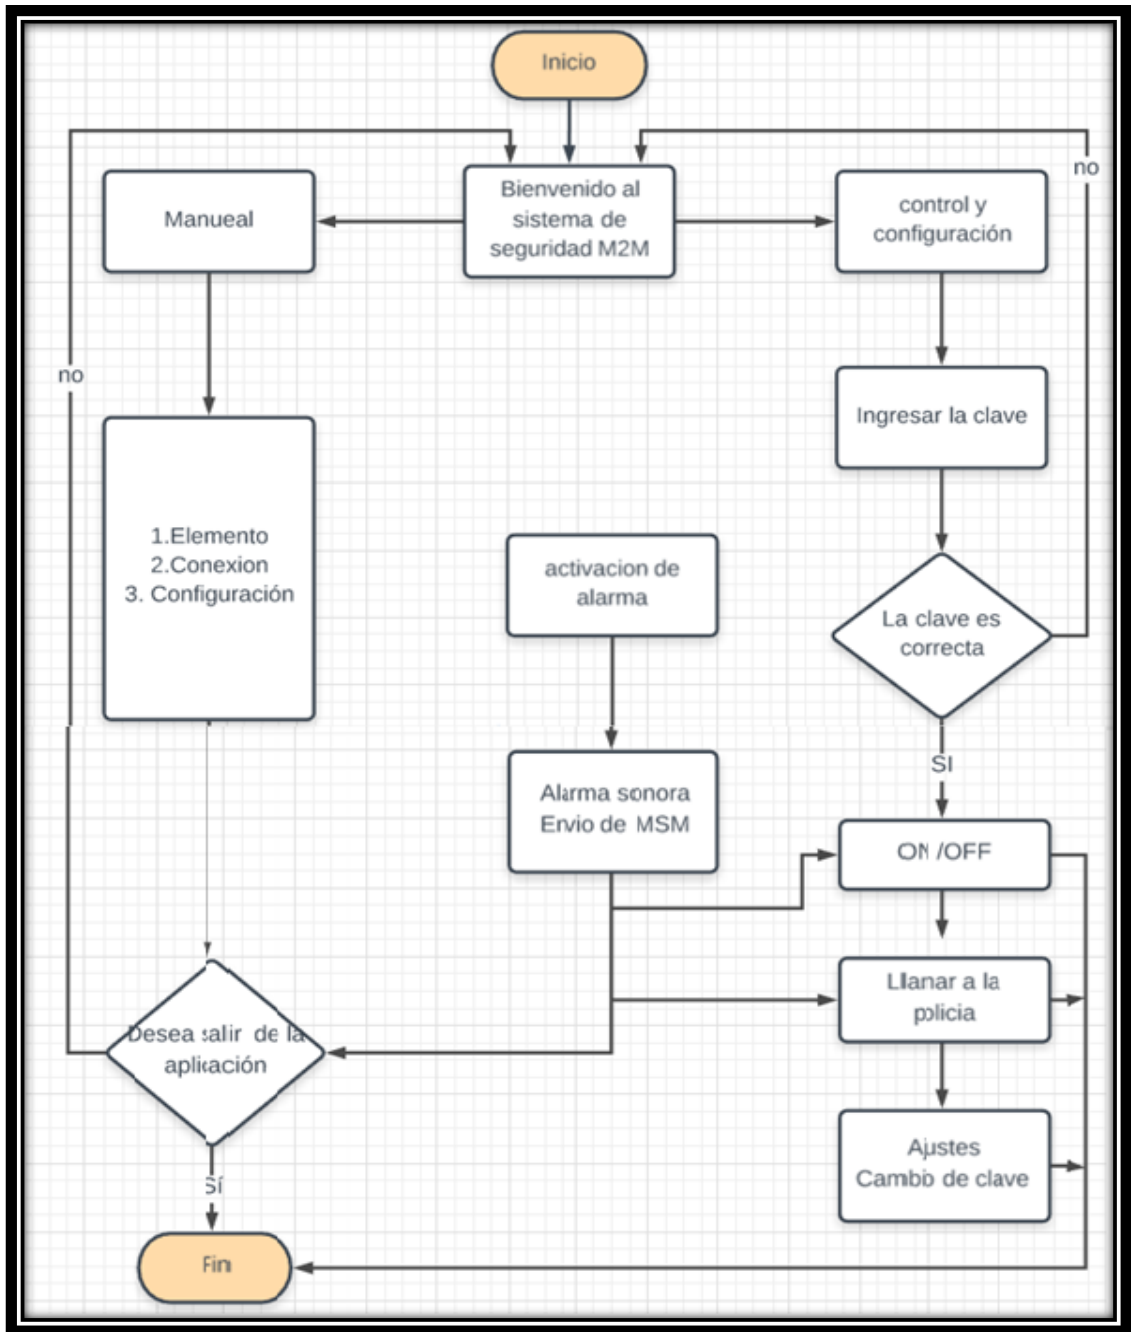 Inicio
no
Manueal
Bienvenido al
sistema de
seguridad M2M
control y
configuración
no
Ingresar la clave
1.Elemento
2.Conexion
3. Configuración
activacion de
alarma
La clave es
correcta
SI
Alarma sonora
Envio de MSM
ON /OFF
Llanar a la
policia
Desea salir de la
aplicación
Ajustes
Cambio de clave
Sí
Fin